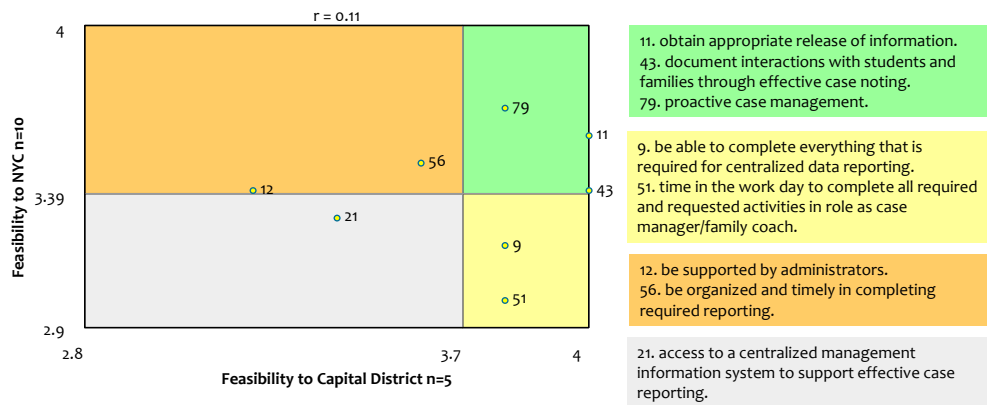 r = 0.11
4
3.39
2.9
Feasibility to NYC n=10
79
11
56
12
43
21
9
51
2.8
3.7
4
Feasibility to Capital District n=5
11. obtain appropriate release of information.
43. document interactions with students and
families through effective case noting.
79. proactive case management.
9. be able to complete everything that is
required for centralized data reporting.
51. time in the work day to complete all required
and requested activities in role as case
manager/family coach.
12. be supported by administrators.
56. be organized and timely in completing
required reporting.
21. access to a centralized management
information system to support effective case
reporting.